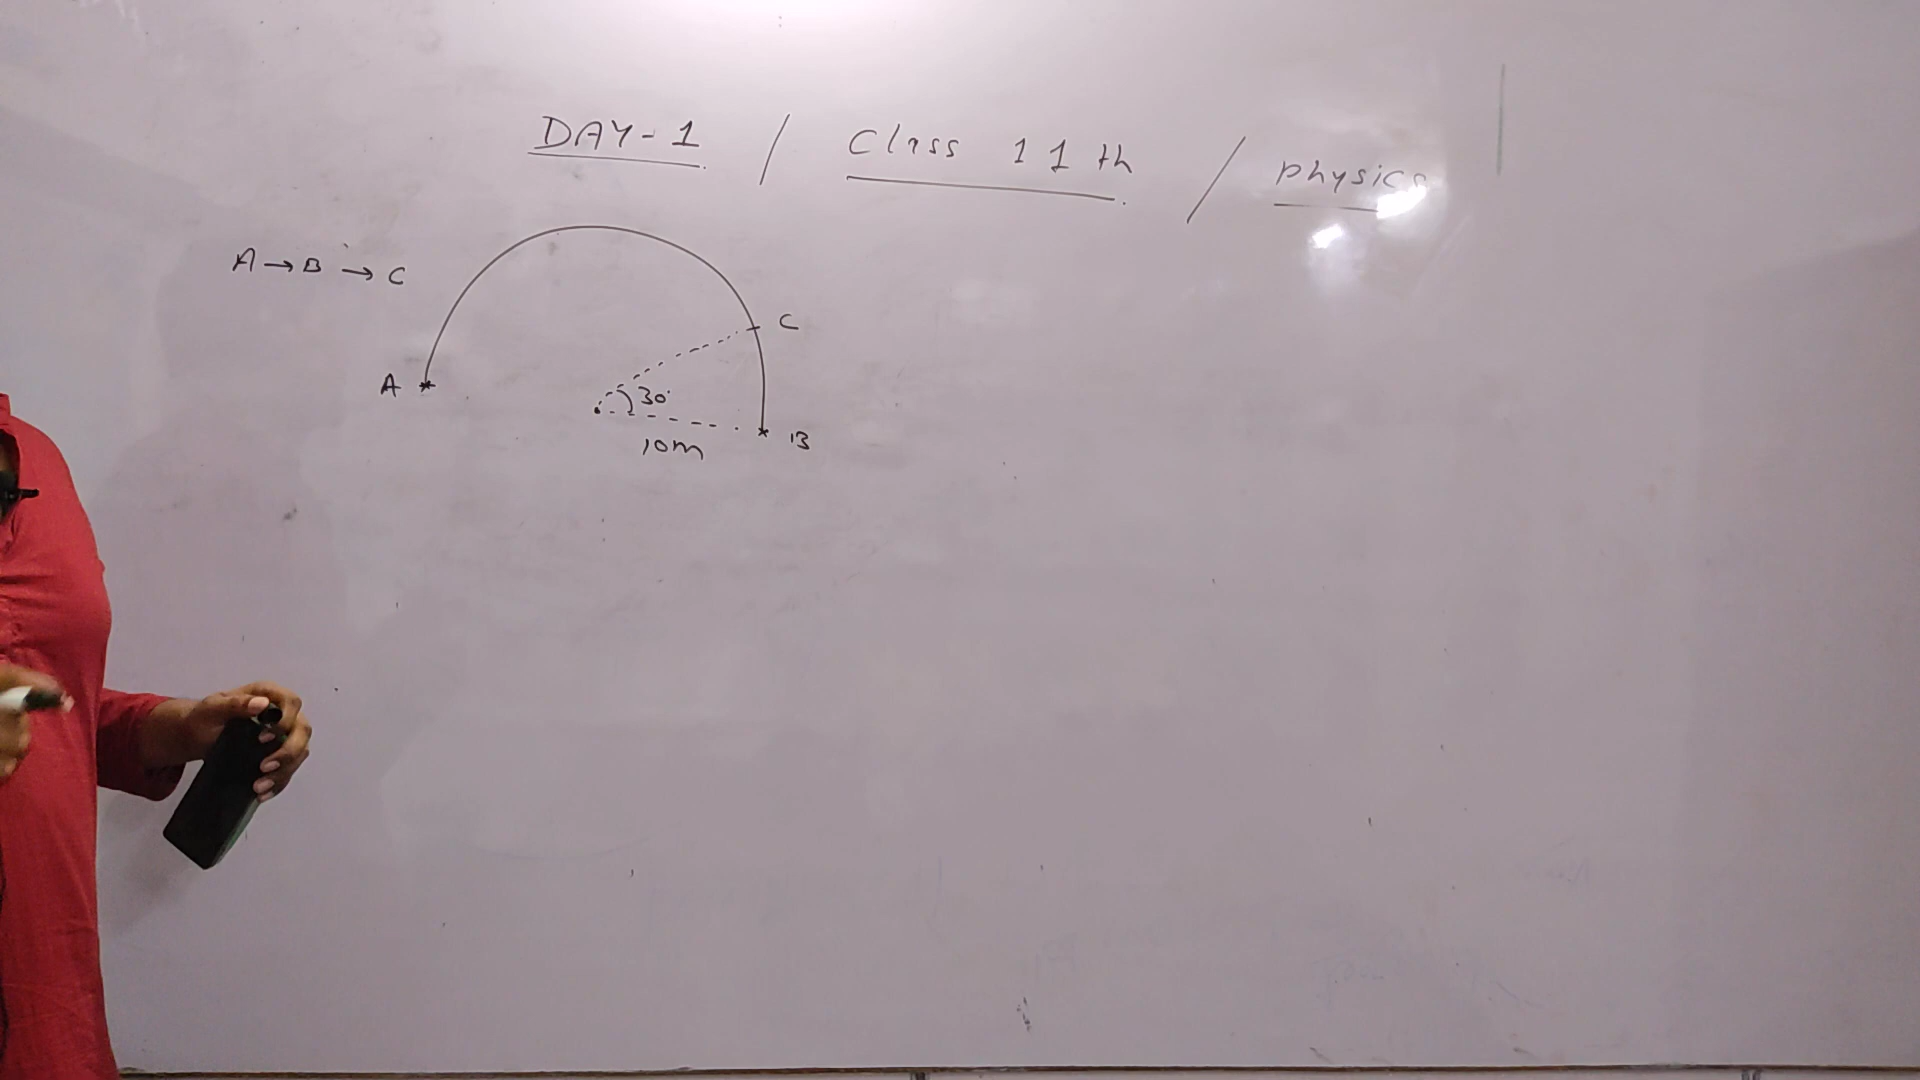 DAY-1 / Class 11th / physics
A → B → C
C
A
30°
10m
B